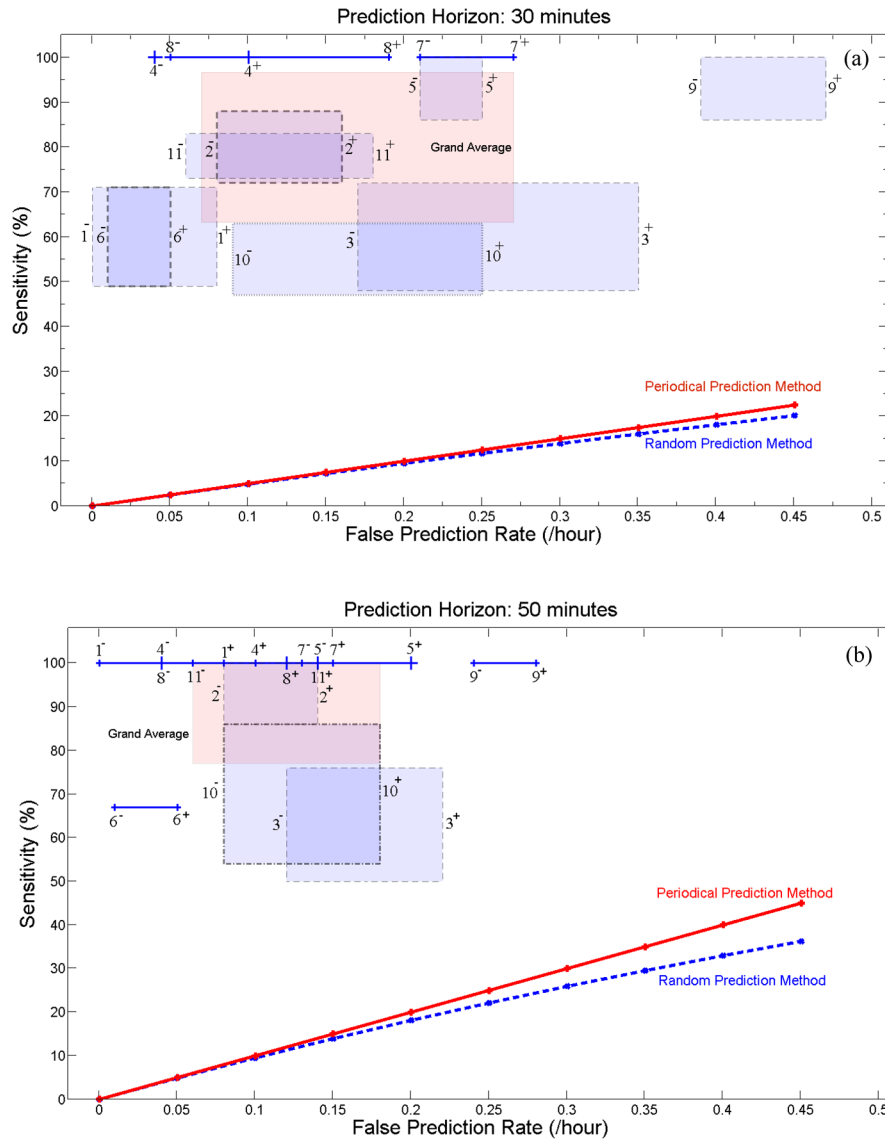 Prediction Horizon: 30 minutes
(a)
100
90
80
70
60
50
40
30
20
10
0
Sensitivity (%)
4⁻
8⁻
4⁺
8⁺
7⁻
7⁺
5⁻
5⁺
9⁻
9⁺
11⁻
2⁻
2⁺
11⁺
Grand Average
1⁻
6⁻
6⁺
1⁺
10⁻
3⁻
10⁺
3⁺
Periodical Prediction Method
Random Prediction Method
0 0.05 0.1 0.15 0.2 0.25 0.3 0.35 0.4 0.45 0.5
False Prediction Rate (/hour)
Prediction Horizon: 50 minutes
(b)
100
90
80
70
60
50
40
30
20
10
0
Sensitivity (%)
1⁻ 4⁻ 1⁺ 4⁺ 7⁻ 5⁻ 7⁺ 5⁺
8⁻ 11⁻ 8⁺ 11⁺ 9⁻ 9⁺
2⁻ 2⁺
Grand Average
10⁻ 10⁺
6⁻ 6⁺ 3⁻ 3⁺
Periodical Prediction Method
Random Prediction Method
0 0.05 0.1 0.15 0.2 0.25 0.3 0.35 0.4 0.45 0.5
False Prediction Rate (/hour)